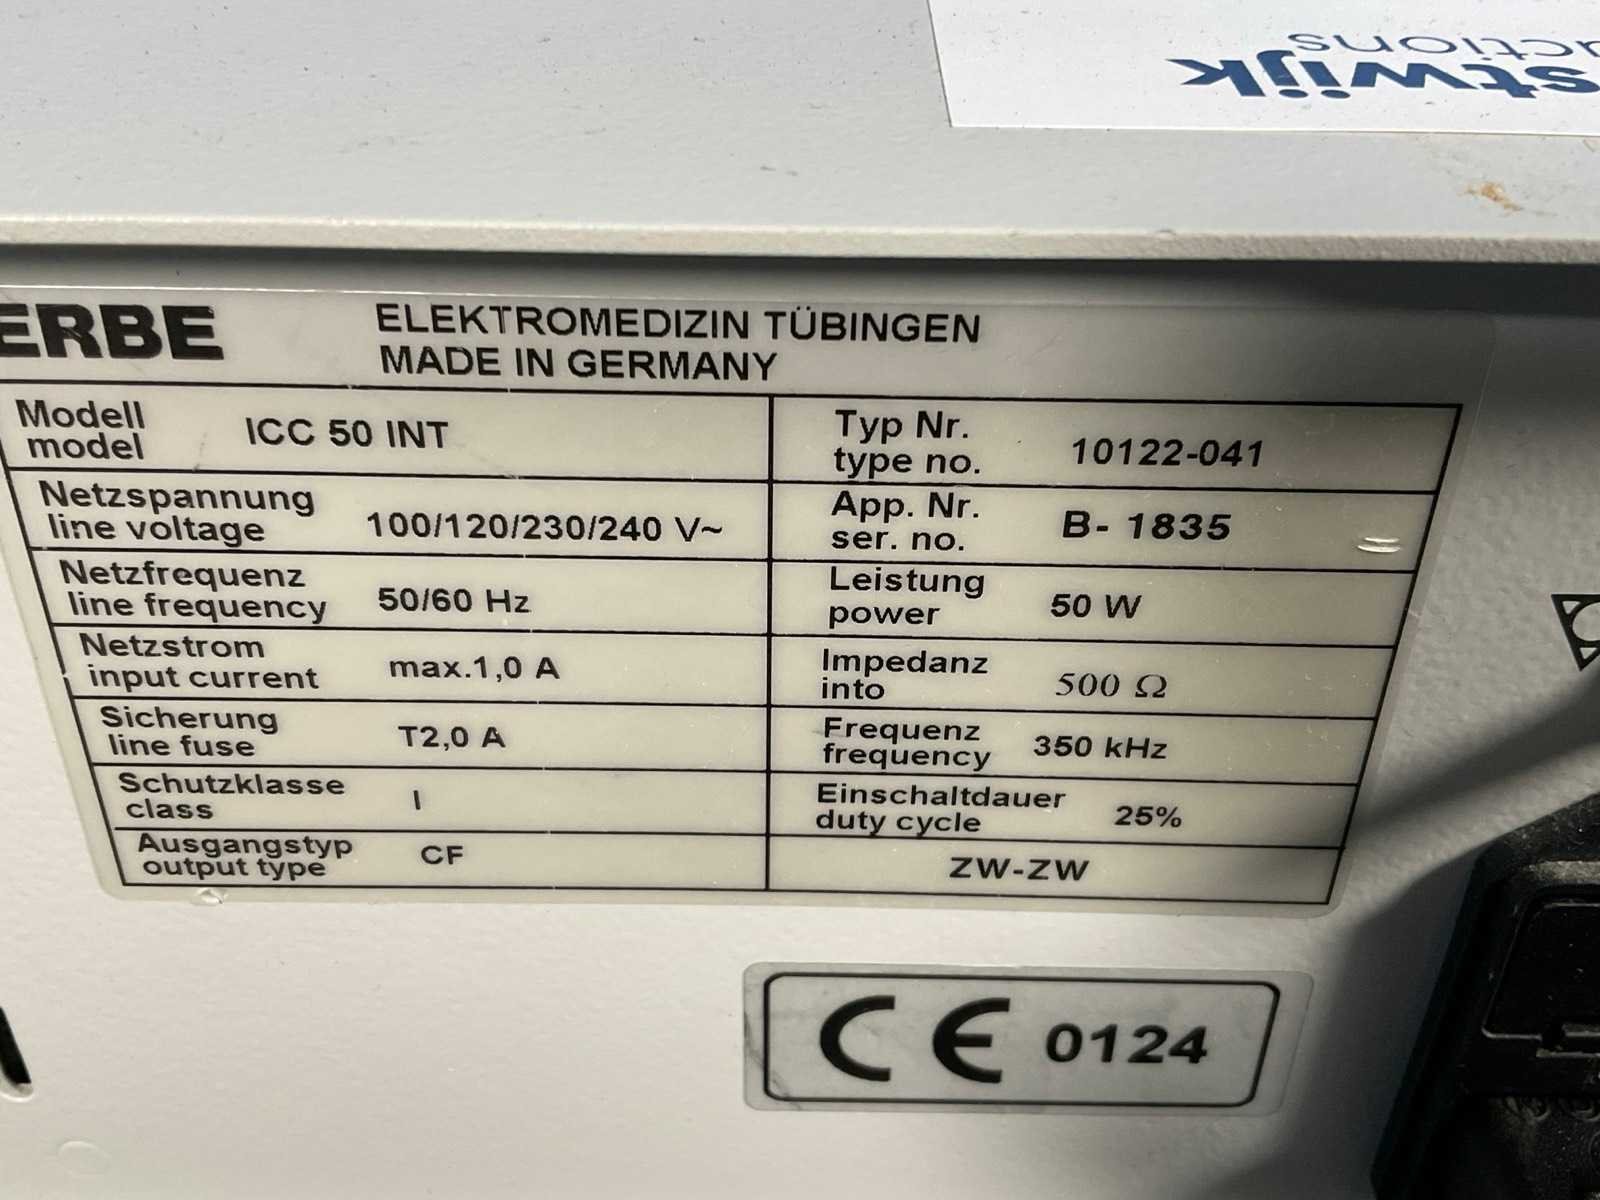 ERBE
ELEKTROMEDIZIN TÜBINGEN
MADE IN GERMANY
Modell
model
ICC 50 INT
Typ Nr.
type no.
10122-041
Netzspannung
line voltage
100/120/230/240 V~
App. Nr.
ser. no.
B- 1835
Netzfrequenz
line frequency
50/60 Hz
Leistung
power
50 W
Netzstrom
input current
max.1,0 A
Impedanz
into
500 Ω
Sicherung
line fuse
T2,0 A
Frequenz
frequency
350 kHz
Schutzklasse
class
I
Einschaltdauer
duty cycle
25%
Ausgangstyp
output type
CF
ZW-ZW
CE 0124
stwijk
uctions